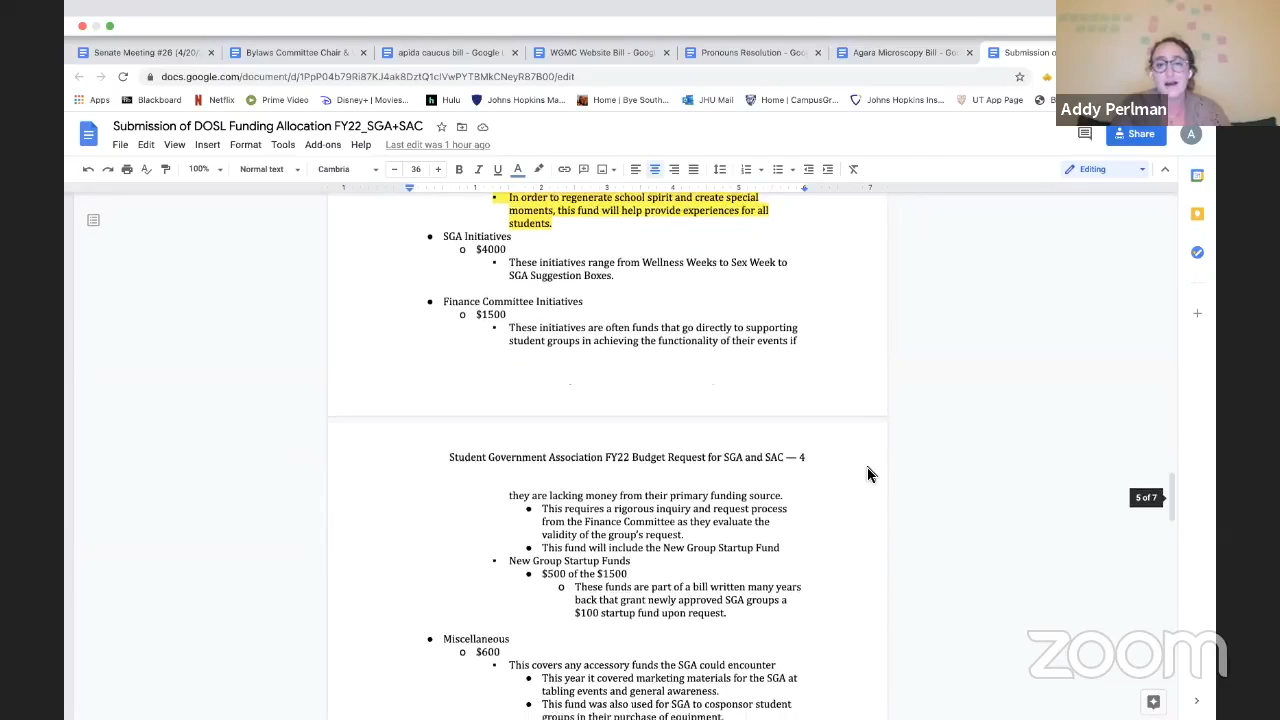 Senate Meeting #26 (4/20/
Bylaws Committee Chair &
apida caucus bill - Google
WGMC Website Bill - Goog
Pronouns Resolution - Goog
Agara Microscopy Bill - Goo
Submission of
docs.google.com/document/d/1PpP04b79Ri87KJ4ak8DztQ1clVwPYT8MkCNeyR87B00/edit
Apps
Blackboard
Netflix
Prime Video
Disney+ | Movies...
Hulu
Johns Hopkins Ma...
Home | Bye South...
JHU Mail
Home | CampusGr...
Johns Hopkins Ins...
UT App Page
Addy Perlman
Submission of DOSL Funding Allocation FY22_SGA+SAC
Share
A
File Edit View Insert Format Tools Add-ons Help Last edit was 1 hour ago
100% Normal text Cambria 36 B I U A Editing
1 1 2 3 4 5 6 7
In order to regenerate school spirit and create special
moments, this fund will help provide experiences for all
students.
SGA Initiatives
o $4000
These initiatives range from Wellness Weeks to Sex Week to
SGA Suggestion Boxes.
Finance Committee Initiatives
o $1500
These initiatives are often funds that go directly to supporting
student groups in achieving the functionality of their events if
Student Government Association FY22 Budget Request for SGA and SAC — 4
they are lacking money from their primary funding source.
5 of 7
This requires a rigorous inquiry and request process
from the Finance Committee as they evaluate the
validity of the group's request.
This fund will include the New Group Startup Fund
New Group Startup Funds
$500 of the $1500
o These funds are part of a bill written many years
back that grant newly approved SGA groups a
$100 startup fund upon request.
Miscellaneous
o $600
This covers any accessory funds the SGA could encounter
This year it covered marketing materials for the SGA at
tabling events and general awareness.
This fund was also used for SGA to cosponsor student
groups in their purchase of equipment.
zoom